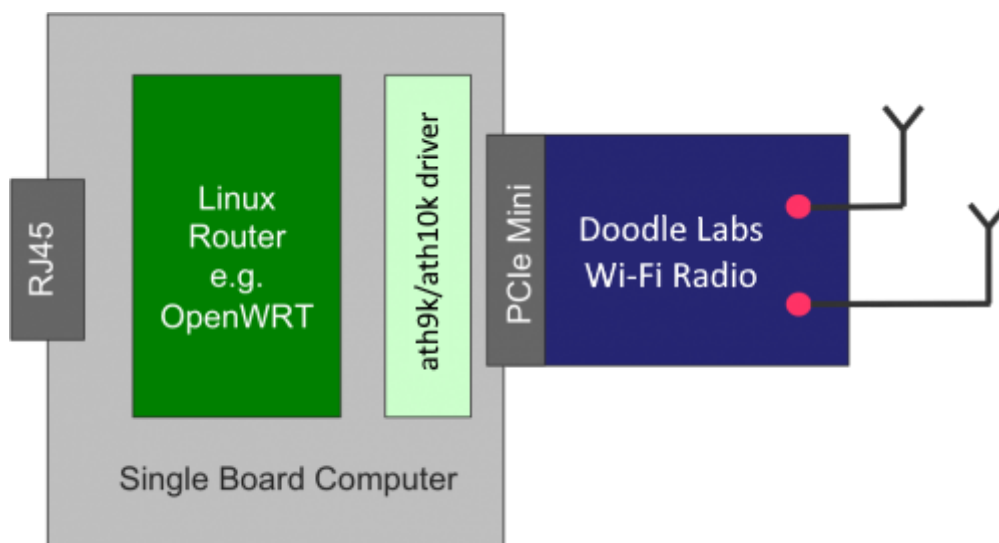 RJ45
Linux
Router
e.g.
OpenWRT
ath9k/ath10k driver
PCIe Mini
Doodle Labs
Wi-Fi Radio
Single Board Computer